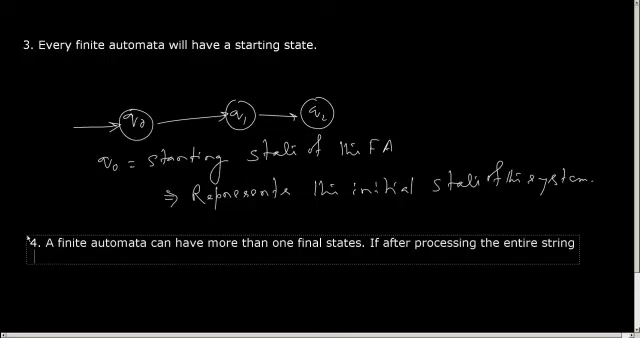 3. Every finite automata will have a starting state.
q0 q1 q2
q0 = Starting State of the FA
⇒ Represents the initial State of the system.
4. A finite automata can have more than one final states. If after processing the entire string